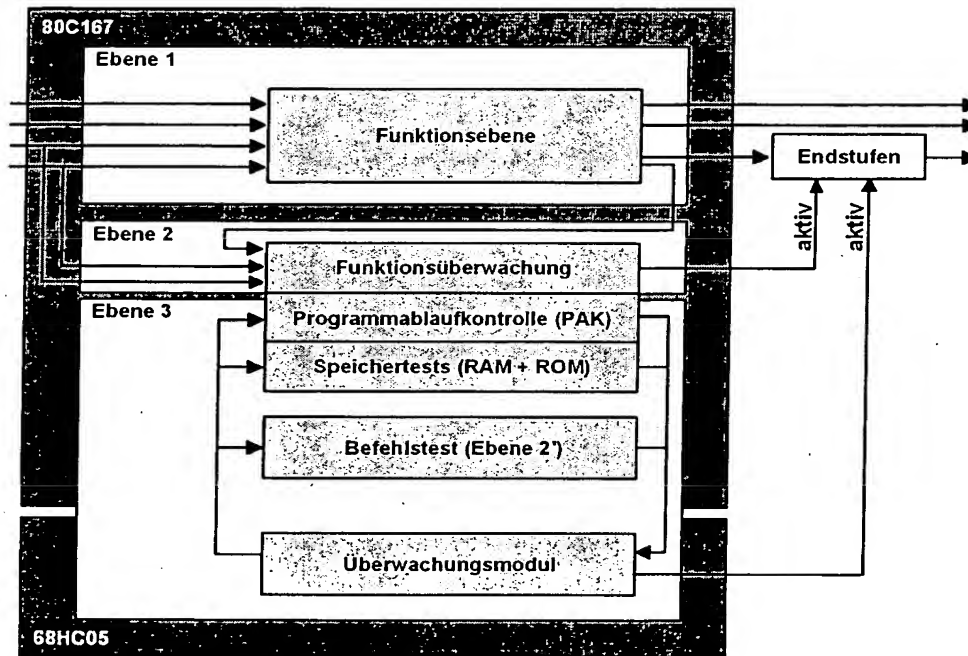 80C167
Ebene 1
Funktionsebene
Endstufen
aktiv
aktiv
Ebene 2
Funktionsüberwachung
Ebene 3
Programmablaufkontrolle (PAK)
Speichertests (RAM + ROM)
Befehlstest (Ebene 2')
Überwachungsmodul
68HC05